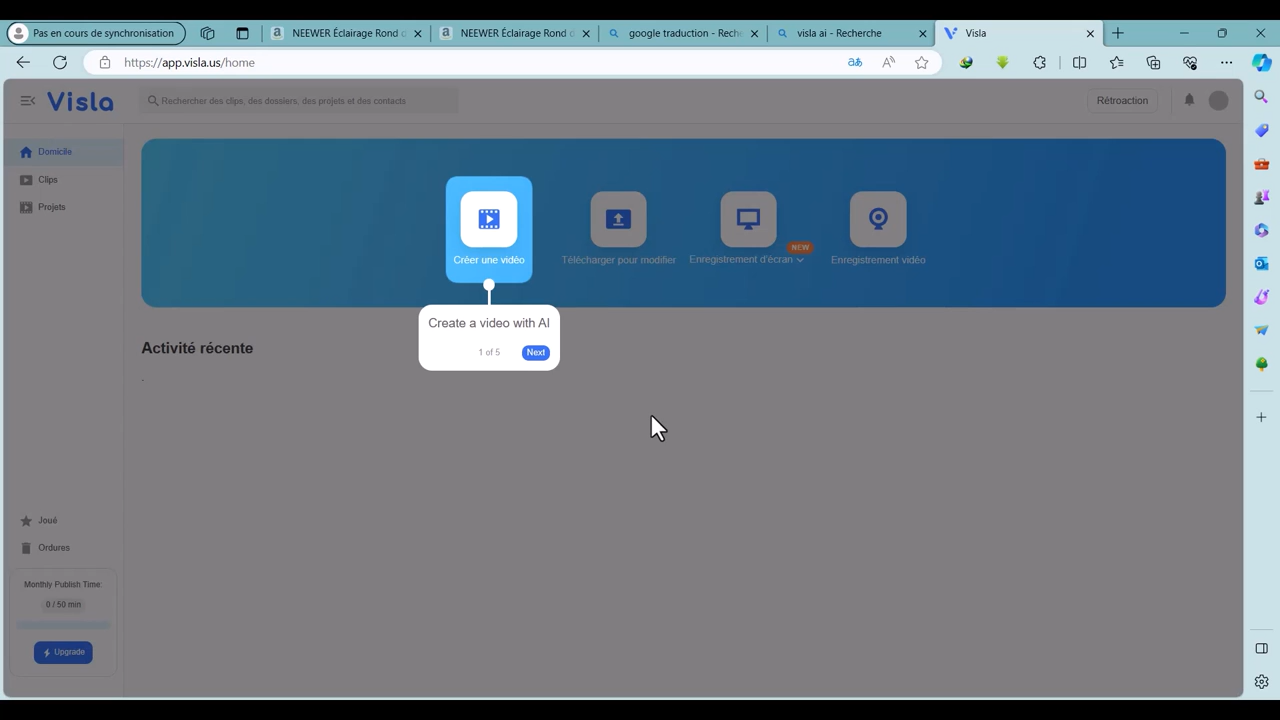 Pas en cours de synchronisation
NEEWER Éclairage Rond d
NEEWER Éclairage Rond d
google traduction - Reche
visla ai - Recherche
Visla
https://app.visla.us/home
Visla
Rechercher des clips, des dossiers, des projets et des contacts
Rétroaction
Domicile
Clips
Projets
Créer une vidéo
Télécharger pour modifier
NEW
Enregistrement d'écran
Enregistrement vidéo
Create a video with AI
1 of 5
Next
Activité récente
.
Joué
Ordures
Monthly Publish Time:
0 / 50 min
Upgrade